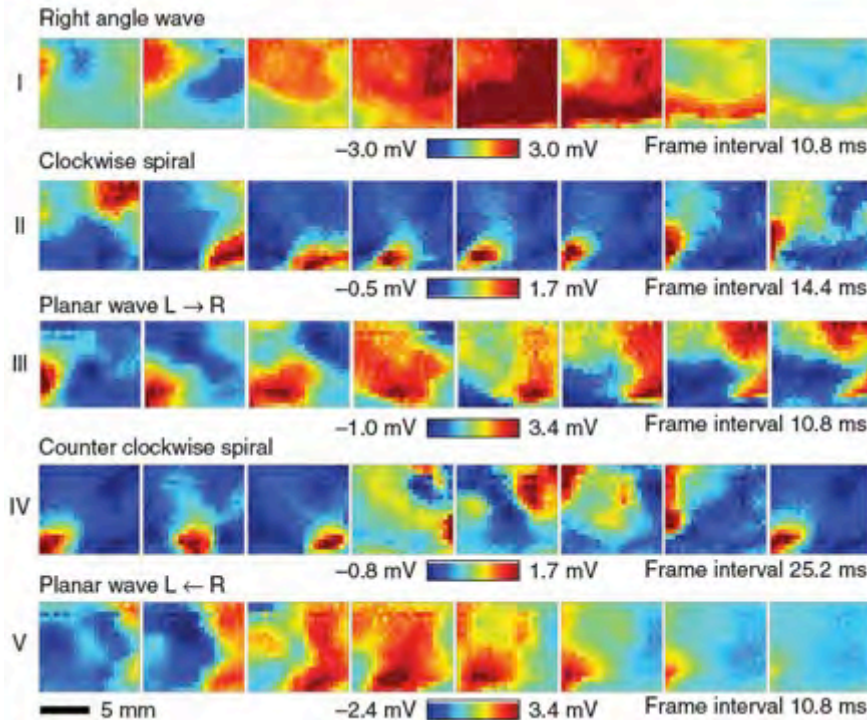 Right angle wave
I
−3.0 mV 3.0 mV Frame interval 10.8 ms
Clockwise spiral
II
−0.5 mV 1.7 mV Frame interval 14.4 ms
Planar wave L → R
III
−1.0 mV 3.4 mV Frame interval 10.8 ms
Counter clockwise spiral
IV
−0.8 mV 1.7 mV Frame interval 25.2 ms
Planar wave L ← R
V
5 mm −2.4 mV 3.4 mV Frame interval 10.8 ms